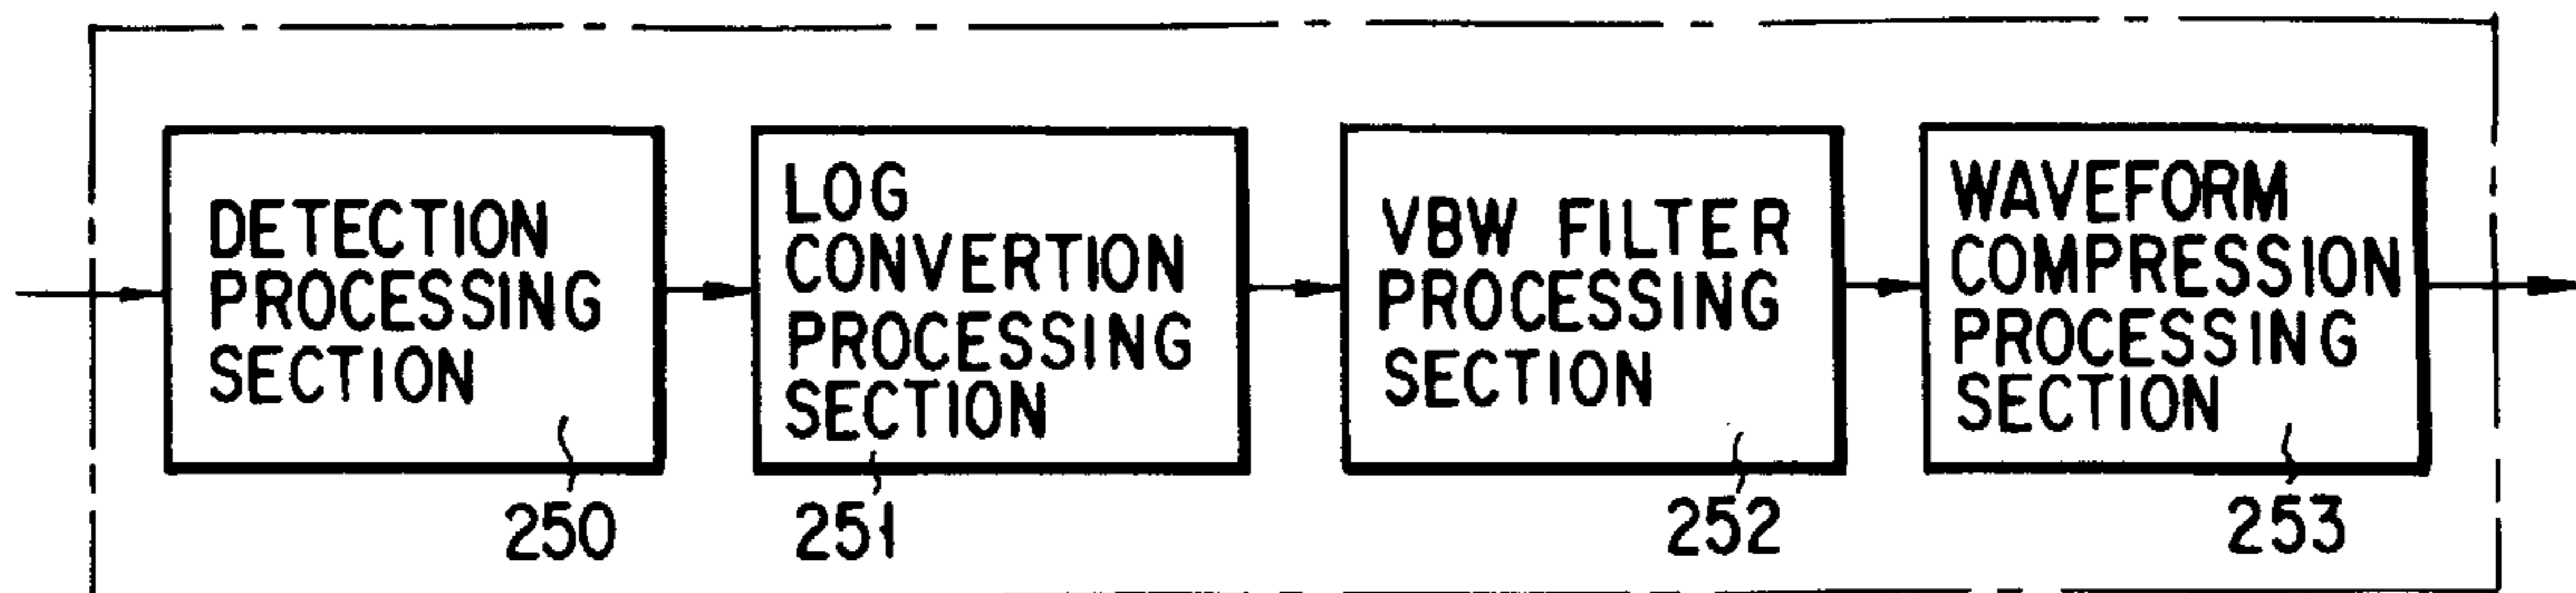 DETECTION
PROCESSING
SECTION
250
LOG
CONVERTION
PROCESSING
SECTION
251
VBW FILTER
PROCESSING
SECTION
252
WAVEFORM
COMPRESSION
PROCESSING
SECTION
253